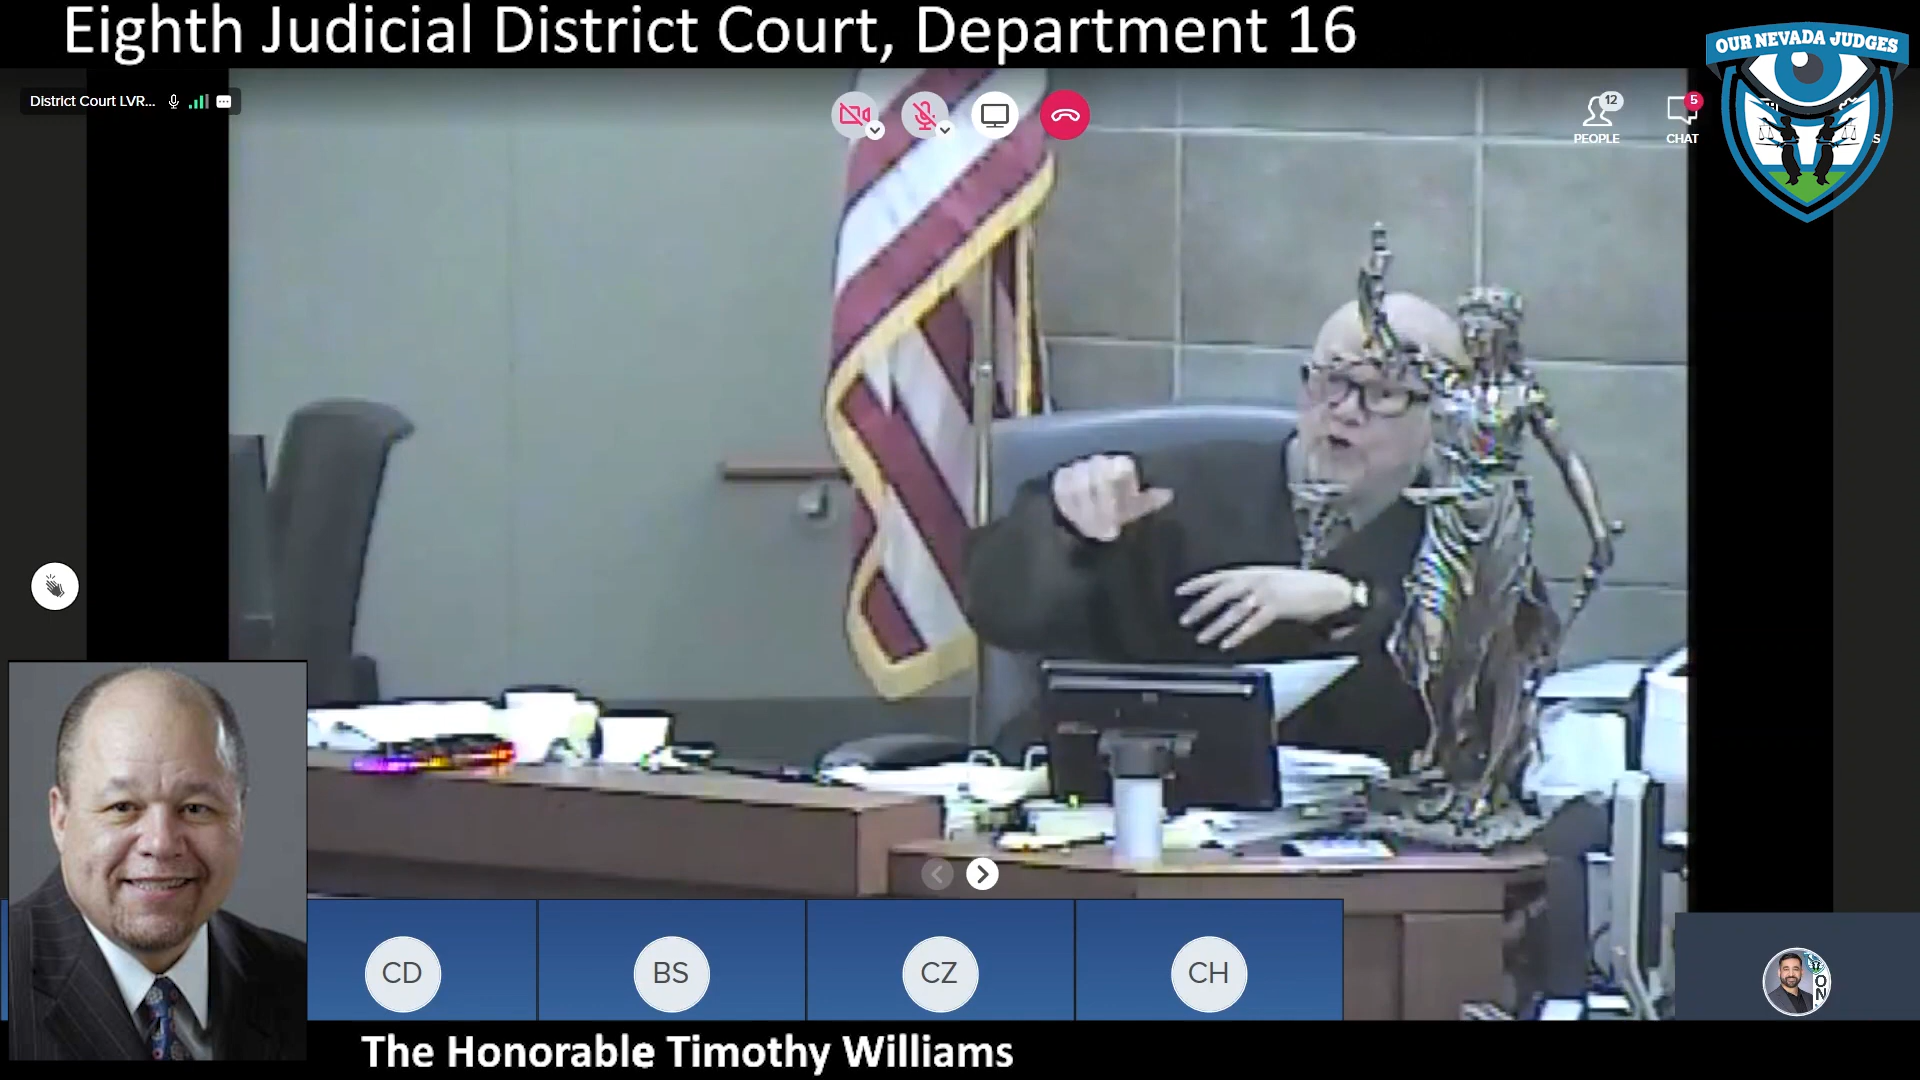 Eighth Judicial District Court, Department 16
OUR NEVADA JUDGES
District Court LVR...
12
5
PEOPLE
CHAT
S
CD
BS
CZ
CH
ON
The Honorable Timothy Williams